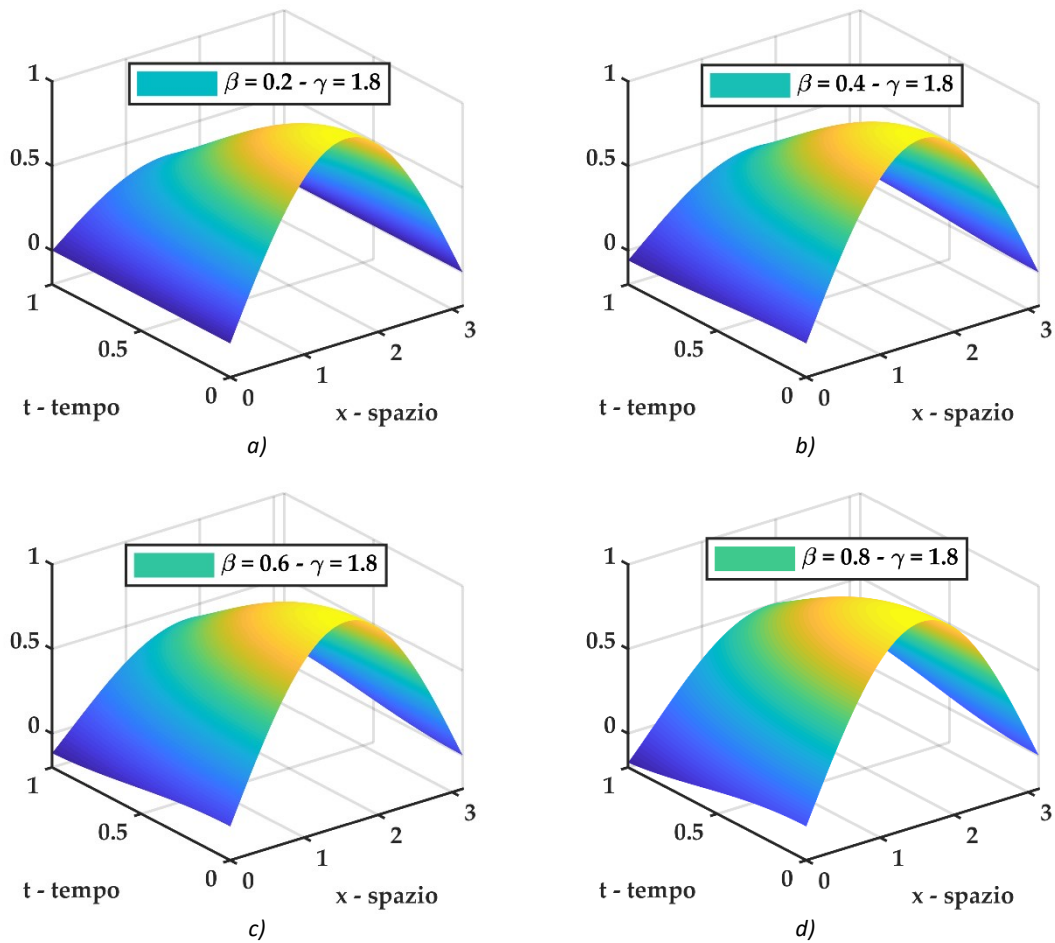 1
β = 0.2 - γ = 1.8
0.5
0
1
0.5
0
0
1
2
3
t - tempo
x - spazio
a)
1
β = 0.4 - γ = 1.8
0.5
0
1
0.5
0
0
1
2
3
t - tempo
x - spazio
b)
1
β = 0.6 - γ = 1.8
0.5
0
1
0.5
0
0
1
2
3
t - tempo
x - spazio
c)
1
β = 0.8 - γ = 1.8
0.5
0
1
0.5
0
0
1
2
3
t - tempo
x - spazio
d)